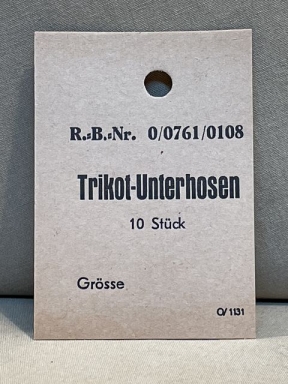 R.=B.=Nr. 0/0761/0108
Trikot-Unterhosen
10 Stück
Grösse
O/1131